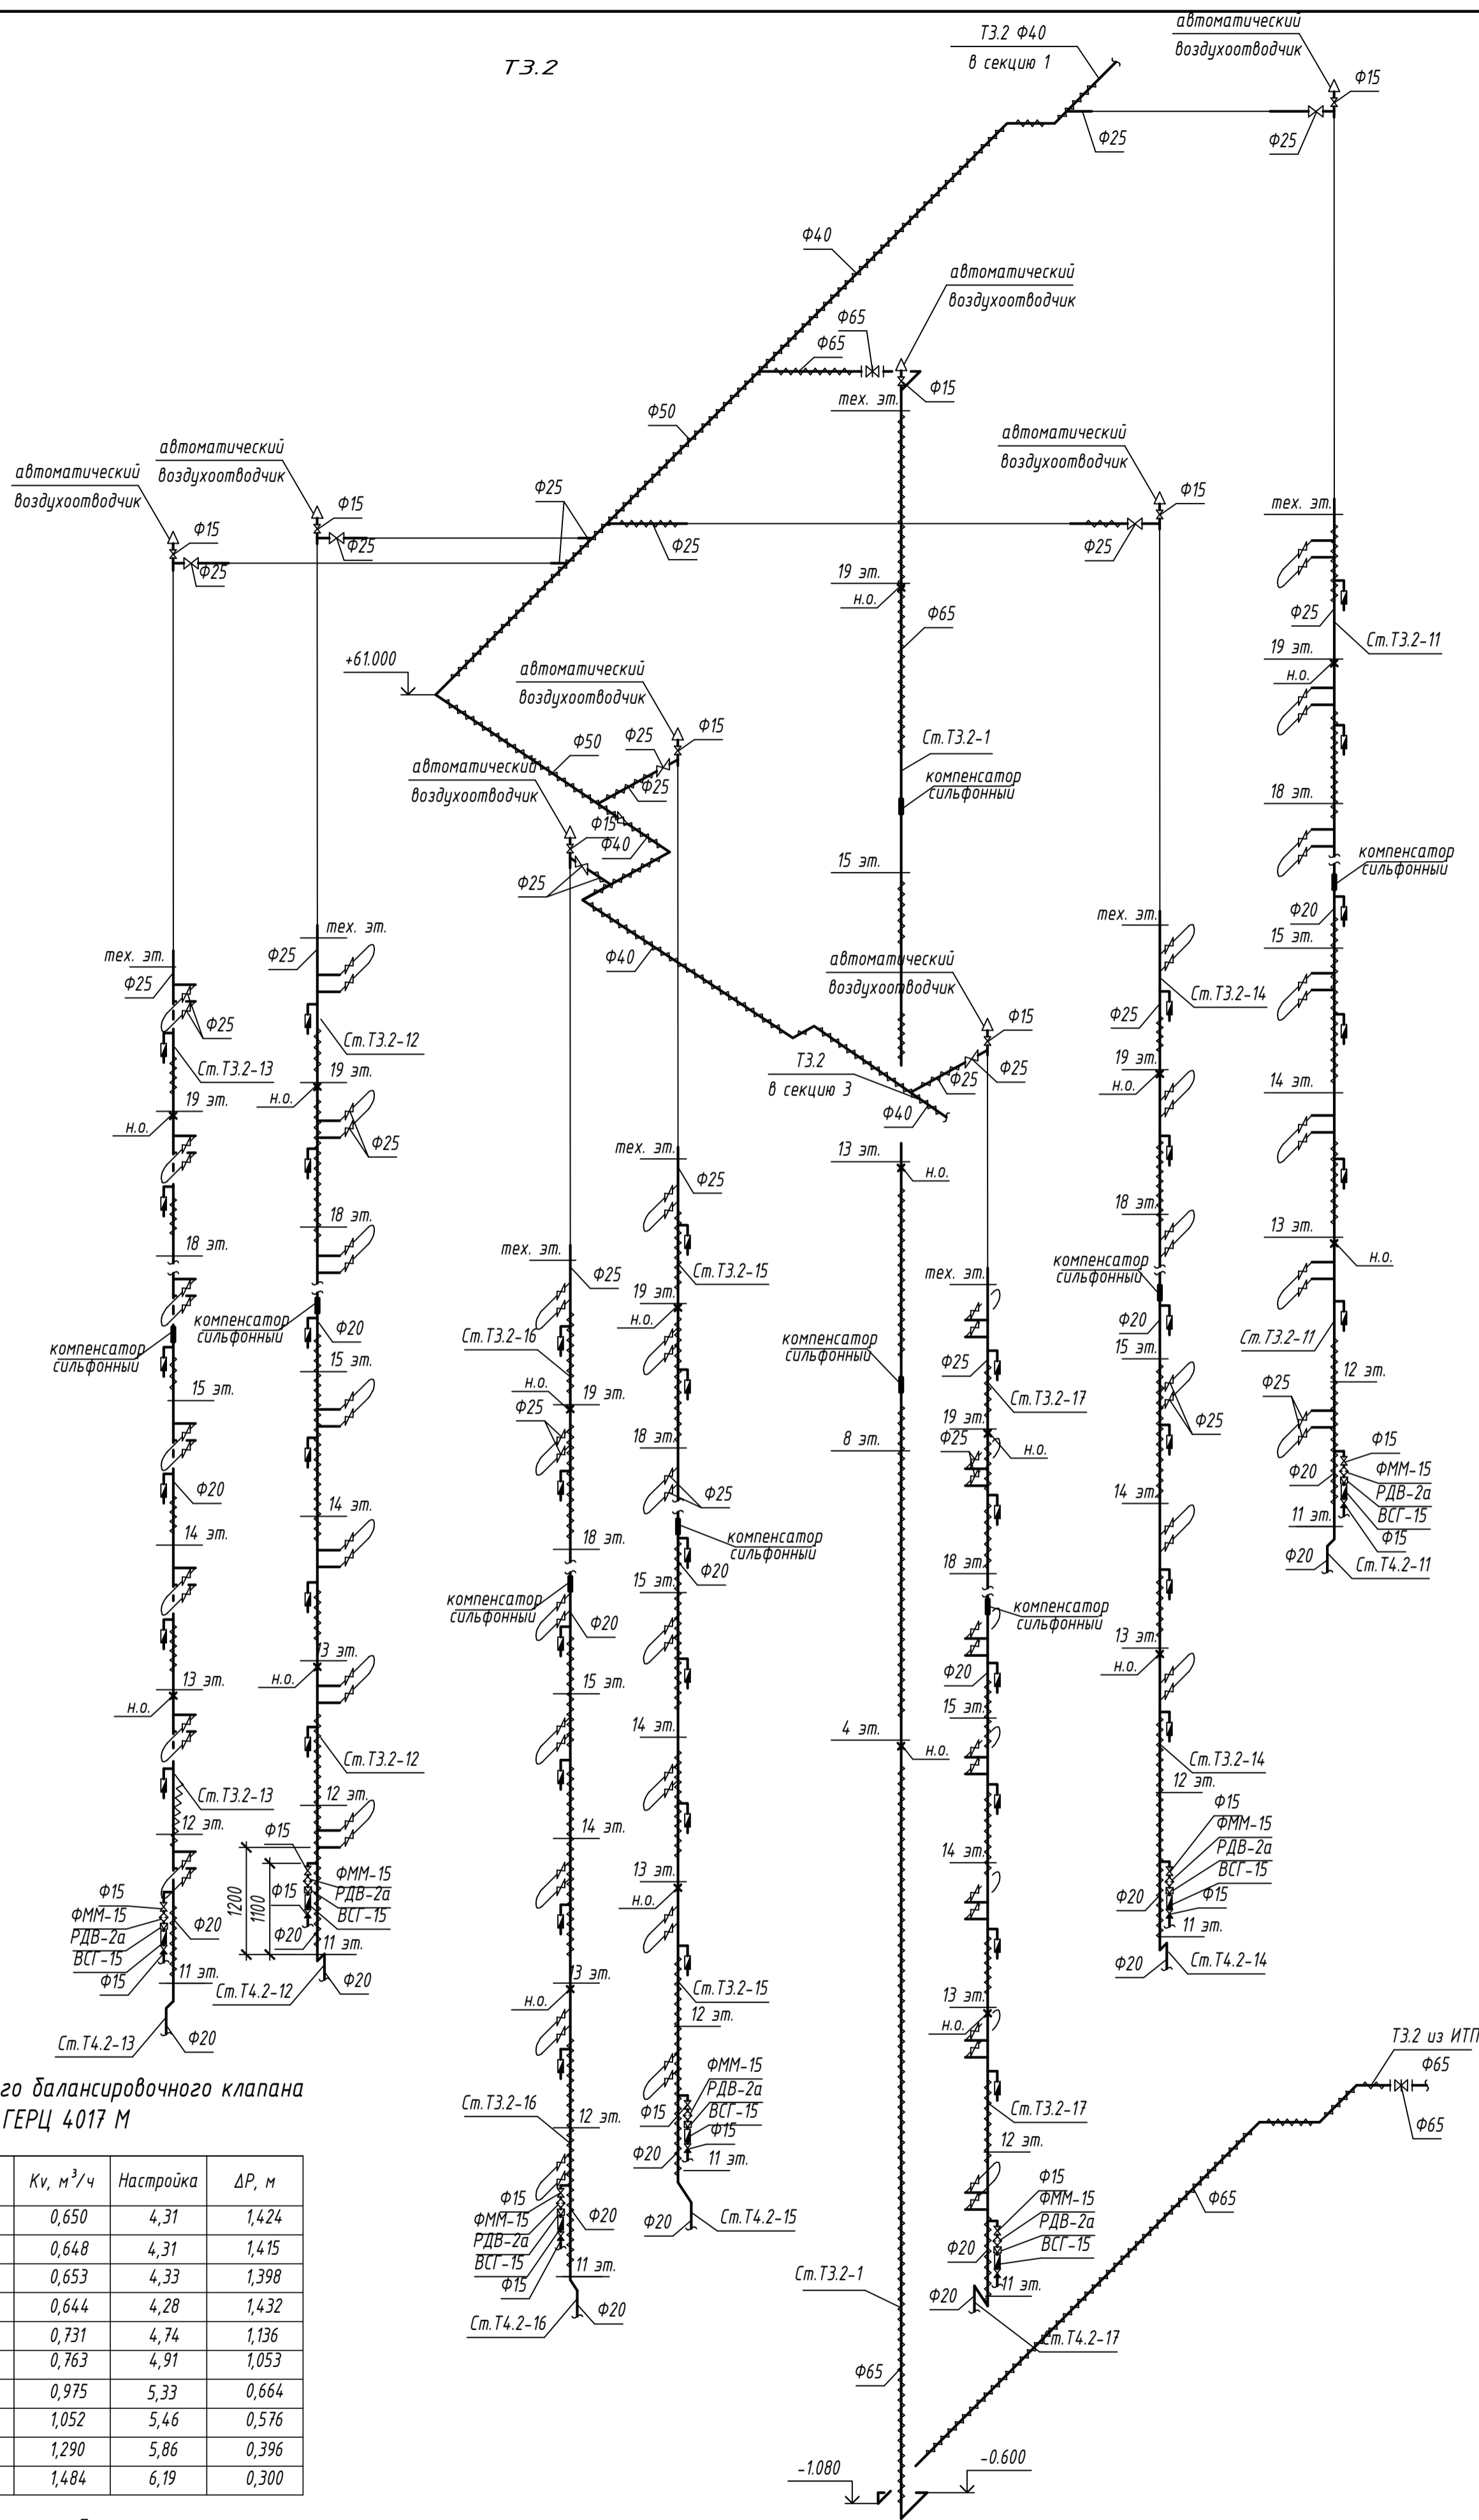 Т3.2
Т3.2 Ф40
в секцию 1
автоматический
воздухоотводчик
Ф15
Ф25
Ф25
Ф40
автоматический
воздухоотводчик
Ф65
Ф65
Ф15
тех. эт.
Ф50
автоматический
воздухоотводчик
Ф15
Ф25
автоматический
воздухоотводчик
Ф15
Ф25
Ф25
Ф25
автоматический
воздухоотводчик
Ф15
Ф25
+61.000
19 эт.
н.о.
Ф65
Ст.Т3.2-1
компенсатор
сильфонный
15 эт.
автоматический
воздухоотводчик
Ф15
Ф25
Ф25
Ф50
автоматический
воздухоотводчик
Ф15
Ф40
Ф25
Ф40
автоматический
воздухоотводчик
Ф15
Ф25
Ф25
Т3.2
в секцию 3
Ф40
тех. эт.
Ф25
Ст.Т3.2-11
19 эт.
н.о.
18 эт.
компенсатор
сильфонный
Ф20
15 эт.
14 эт.
13 эт.
н.о.
Ст.Т3.2-11
12 эт.
Ф25
Ф15
ФММ-15
РДВ-2а
ВСГ-15
Ф15
Ф20
11 эт.
Ф20
Ст.Т4.2-11
тех. эт.
Ф25
Ф25
Ст.Т3.2-13
19 эт.
н.о.
18 эт.
компенсатор
сильфонный
15 эт.
Ф20
14 эт.
13 эт.
н.о.
Ст.Т3.2-13
12 эт.
Ф15
ФММ-15
РДВ-2а
ВСГ-15
Ф15
Ф20
11 эт.
Ст.Т4.2-13
Ф20
тех. эт.
Ф25
Ст.Т3.2-12
19 эт.
н.о.
Ф25
18 эт.
компенсатор
сильфонный
Ф20
15 эт.
14 эт.
13 эт.
н.о.
Ст.Т3.2-12
12 эт.
Ф15
1200
1100
Ф15
ФММ-15
РДВ-2а
ВСГ-15
Ф20
11 эт.
Ст.Т4.2-12
Ф20
тех. эт.
Ф25
Ст.Т3.2-16
н.о.
19 эт.
Ф25
18 эт.
компенсатор
сильфонный
Ф20
15 эт.
14 эт.
13 эт.
н.о.
Ст.Т3.2-16
12 эт.
Ф15
ФММ-15
РДВ-2а
ВСГ-15
Ф15
Ф20
11 эт.
Ст.Т4.2-16
Ф20
тех. эт.
Ф25
Ст.Т3.2-15
19 эт.
н.о.
18 эт.
Ф25
компенсатор
сильфонный
Ф20
15 эт.
14 эт.
13 эт.
н.о.
Ст.Т3.2-15
12 эт.
ФММ-15
РДВ-2а
ВСГ-15
Ф15
Ф15
Ф20
11 эт.
Ф20
Ст.Т4.2-15
13 эт.
н.о.
компенсатор
сильфонный
8 эт.
4 эт.
н.о.
Ст.Т3.2-1
Ф65
-1.080
-0.600
тех. эт.
Ф25
Ст.Т3.2-17
19 эт.
н.о.
Ф25
18 эт.
компенсатор
сильфонный
Ф20
15 эт.
14 эт.
13 эт.
н.о.
Ст.Т3.2-17
12 эт.
Ф15
ФММ-15
РДВ-2а
ВСГ-15
Ф20
11 эт.
Ф20
Ст.Т4.2-17
тех. эт.
Ст.Т3.2-14
Ф25
19 эт.
н.о.
18 эт.
компенсатор
сильфонный
Ф20
15 эт.
Ф25
14 эт.
13 эт.
н.о.
Ст.Т3.2-14
12 эт.
Ф15
ФММ-15
РДВ-2а
ВСГ-15
Ф15
Ф20
11 эт.
Ф20
Ст.Т4.2-14
Т3.2 из ИТП
Ф65
Ф65
Ф65
го балансировочного клапана
ГЕРЦ 4017 М
Kv, м³/ч Настройка ΔР, м
0,650 4,31 1,424
0,648 4,31 1,415
0,653 4,33 1,398
0,644 4,28 1,432
0,731 4,74 1,136
0,763 4,91 1,053
0,975 5,33 0,664
1,052 5,46 0,576
1,290 5,86 0,396
1,484 6,19 0,300